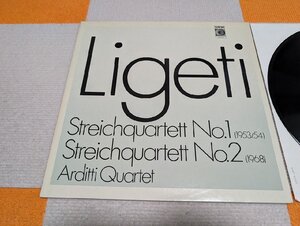 Ligeti
Streichquartett No.1 (1953/54)
Streichquartett No.2 (1968)
Arditti Quartet